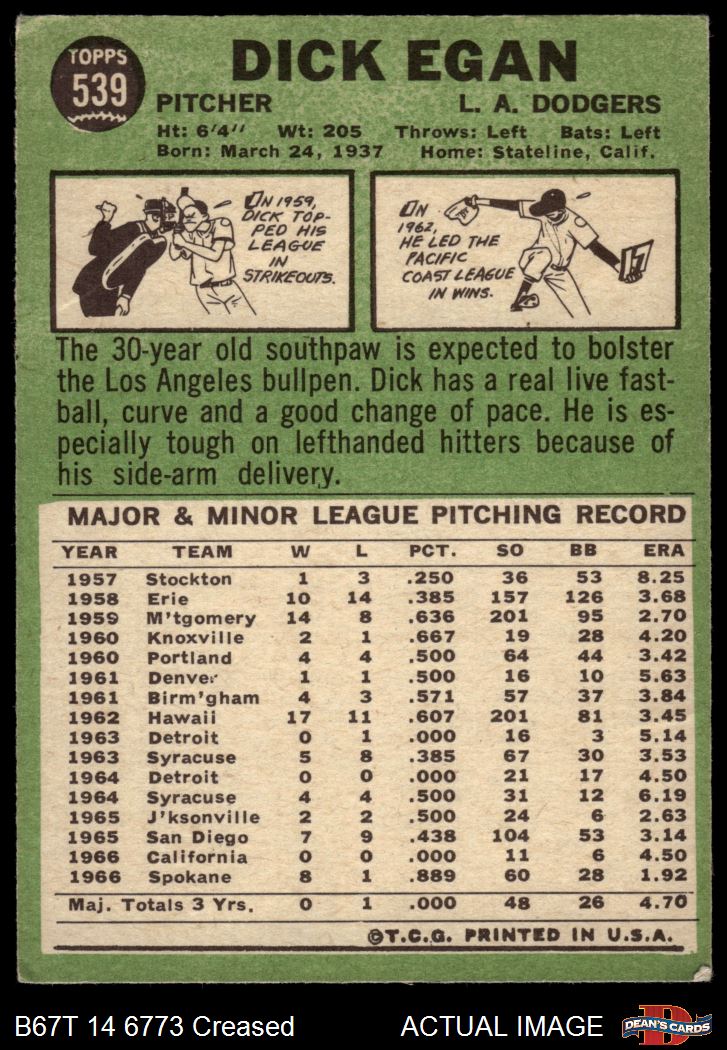 TOPPS
539
DICK EGAN
PITCHER L. A. DODGERS
Ht: 6'4" Wt: 205 Throws: Left Bats: Left
Born: March 24, 1937 Home: Stateline, Calif.
IN 1959,
DICK TOP-
PED HIS
LEAGUE
IN
STRIKEOUTS.
IN
1962,
HE LED THE
PACIFIC
COAST LEAGUE
IN WINS.
17
The 30-year old southpaw is expected to bolster
the Los Angeles bullpen. Dick has a real live fast-
ball, curve and a good change of pace. He is es-
pecially tough on lefthanded hitters because of
his side-arm delivery.
MAJOR & MINOR LEAGUE PITCHING RECORD
YEAR TEAM W L PCT. SO BB ERA
1957 Stockton 1 3 .250 36 53 8.25
1958 Erie 10 14 .385 157 126 3.68
1959 M'tgomery 14 8 .636 201 95 2.70
1960 Knoxville 2 1 .667 19 28 4.20
1960 Portland 4 4 .500 64 44 3.42
1961 Denver 1 1 .500 16 10 5.63
1961 Birm'gham 4 3 .571 57 37 3.84
1962 Hawaii 17 11 .607 201 81 3.45
1963 Detroit 0 1 .000 16 3 5.14
1963 Syracuse 5 8 .385 67 30 3.53
1964 Detroit 0 0 .000 21 17 4.50
1964 Syracuse 4 4 .500 31 12 6.19
1965 J'ksonville 2 2 .500 24 6 2.63
1965 San Diego 7 9 .438 104 53 3.14
1966 California 0 0 .000 11 6 4.50
1966 Spokane 8 1 .889 60 28 1.92
Maj. Totals 3 Yrs. 0 1 .000 48 26 4.70
©T.C.G. PRINTED IN U.S.A.
B67T 14 6773 Creased ACTUAL IMAGE
D
DEAN'S CARDS